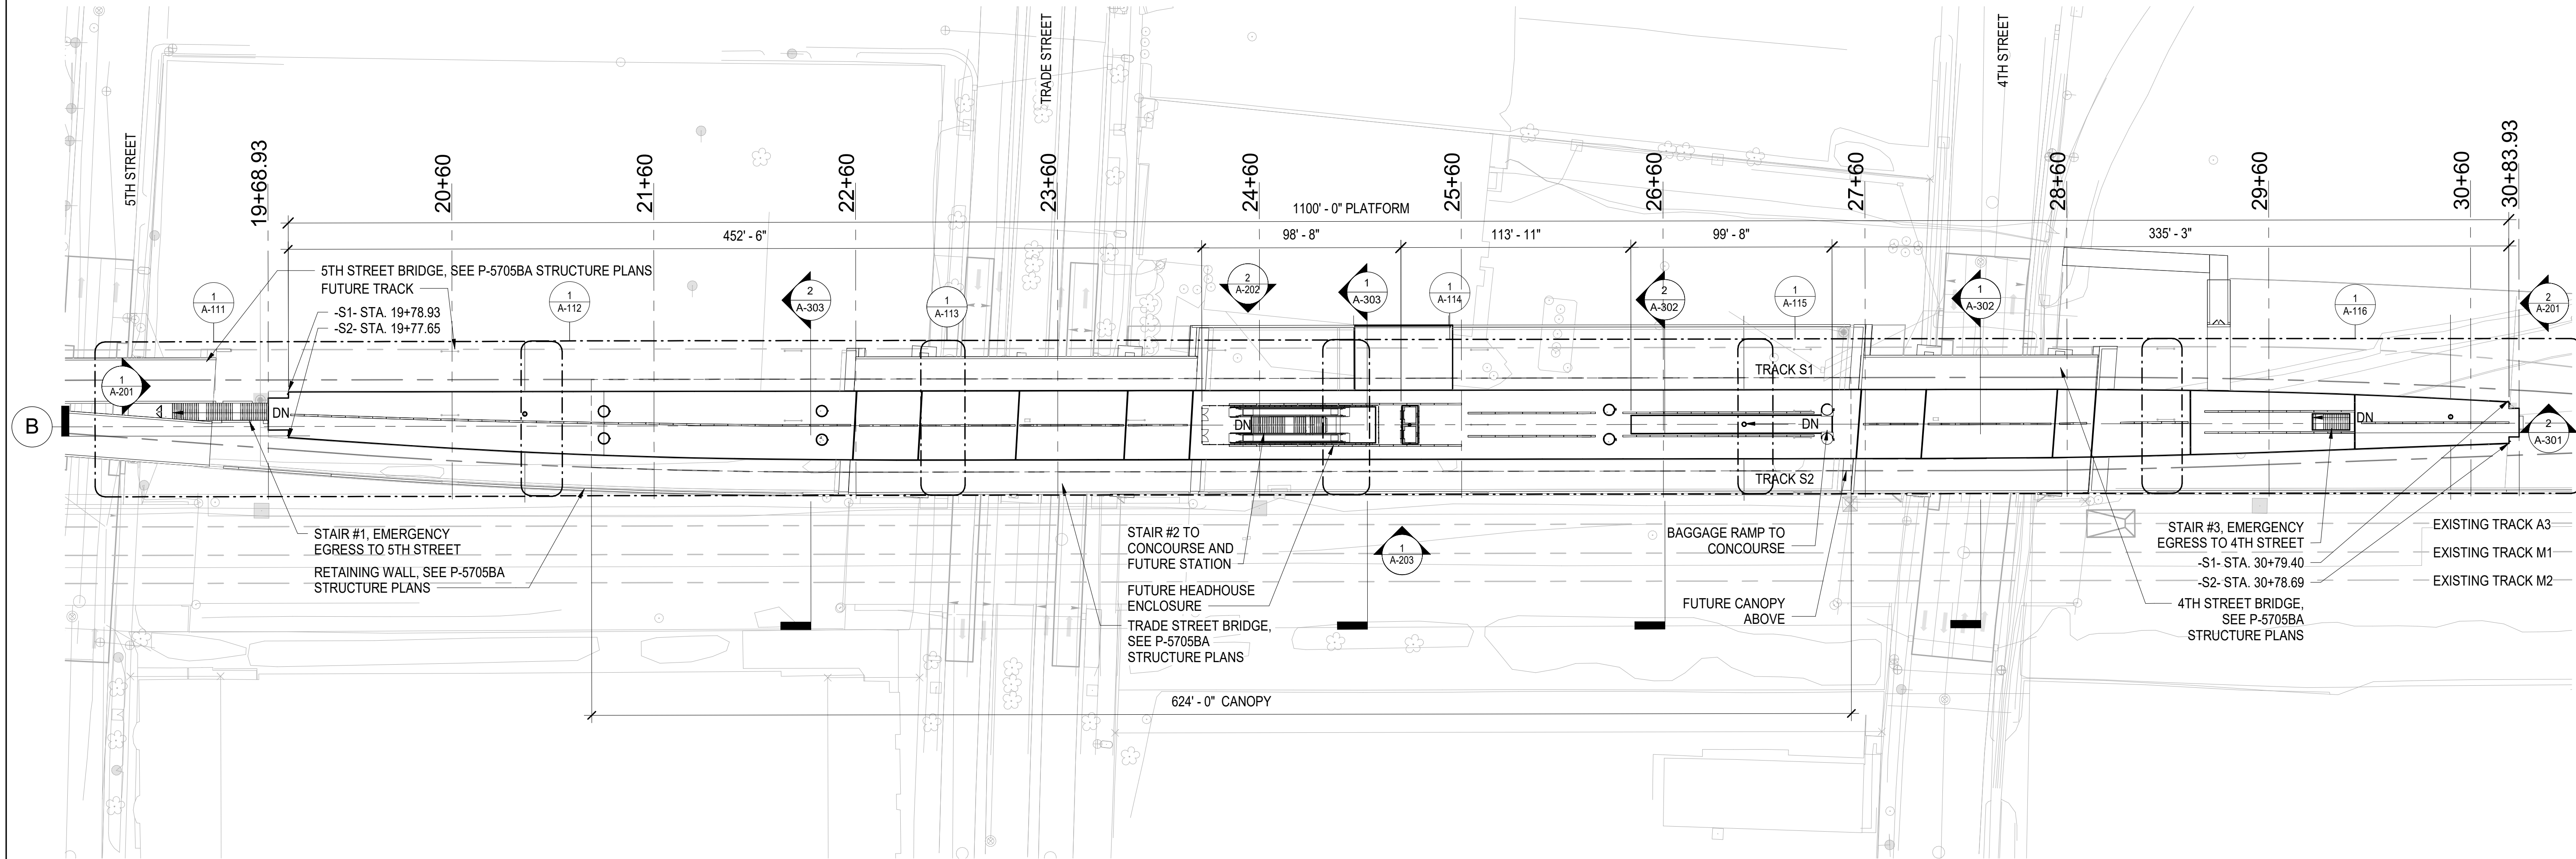 5TH STREET
TRADE STREET
4TH STREET
19+68.93
20+60
21+60
22+60
23+60
24+60
25+60
26+60
27+60
28+60
29+60
30+60
30+83.93
1100' - 0" PLATFORM
452' - 6"
98' - 8"
113' - 11"
99' - 8"
335' - 3"
5TH STREET BRIDGE, SEE P-5705BA STRUCTURE PLANS
FUTURE TRACK
-S1- STA. 19+78.93
-S2- STA. 19+77.65
1
A-111
1
A-112
2
A-303
1
A-113
2
A-202
1
A-303
1
A-114
2
A-302
1
A-115
1
A-302
1
A-116
2
A-201
1
A-201
TRACK S1
B
DN
DN
DN
DN
2
A-301
TRACK S2
STAIR #1, EMERGENCY
EGRESS TO 5TH STREET
RETAINING WALL, SEE P-5705BA
STRUCTURE PLANS
STAIR #2 TO
CONCOURSE AND
FUTURE STATION
FUTURE HEADHOUSE
ENCLOSURE
TRADE STREET BRIDGE,
SEE P-5705BA
STRUCTURE PLANS
1
A-203
BAGGAGE RAMP TO
CONCOURSE
FUTURE CANOPY
ABOVE
STAIR #3, EMERGENCY
EGRESS TO 4TH STREET
-S1- STA. 30+79.40
-S2- STA. 30+78.69
4TH STREET BRIDGE,
SEE P-5705BA
STRUCTURE PLANS
EXISTING TRACK A3
EXISTING TRACK M1
EXISTING TRACK M2
624' - 0" CANOPY